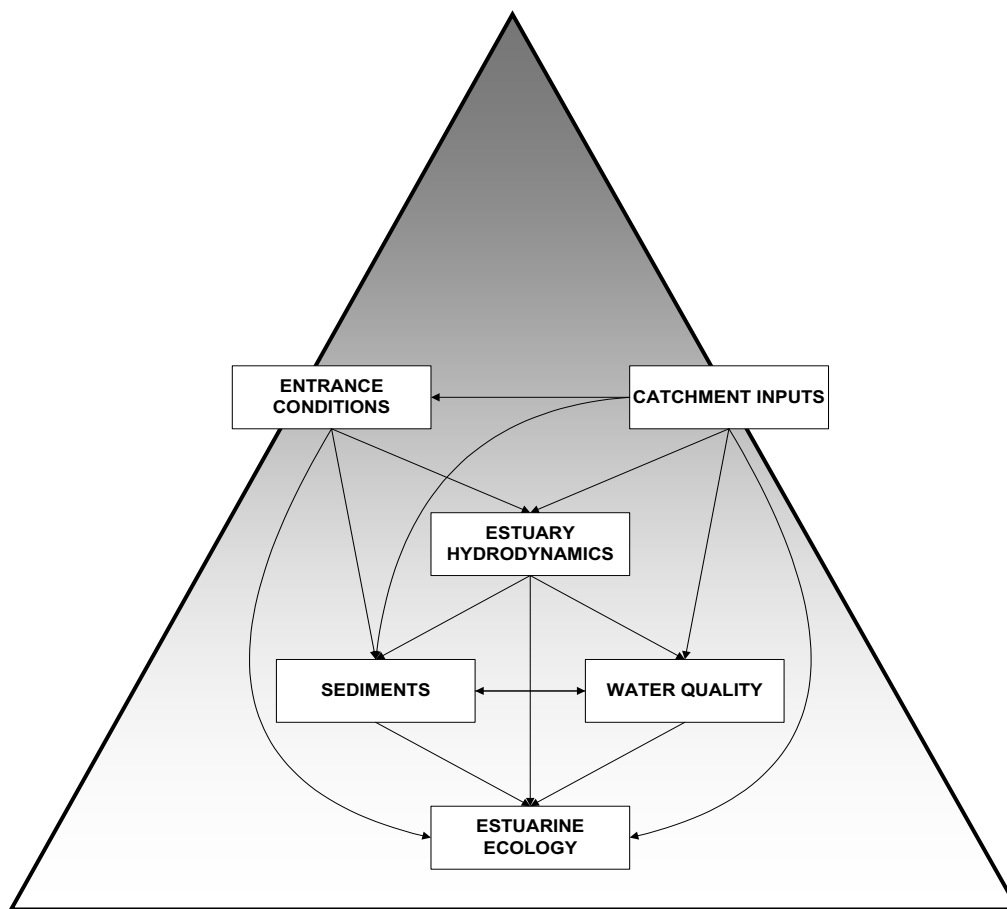 ENTRANCE
CONDITIONS
CATCHMENT INPUTS
ESTUARY
HYDRODYNAMICS
SEDIMENTS
WATER QUALITY
ESTUARINE
ECOLOGY